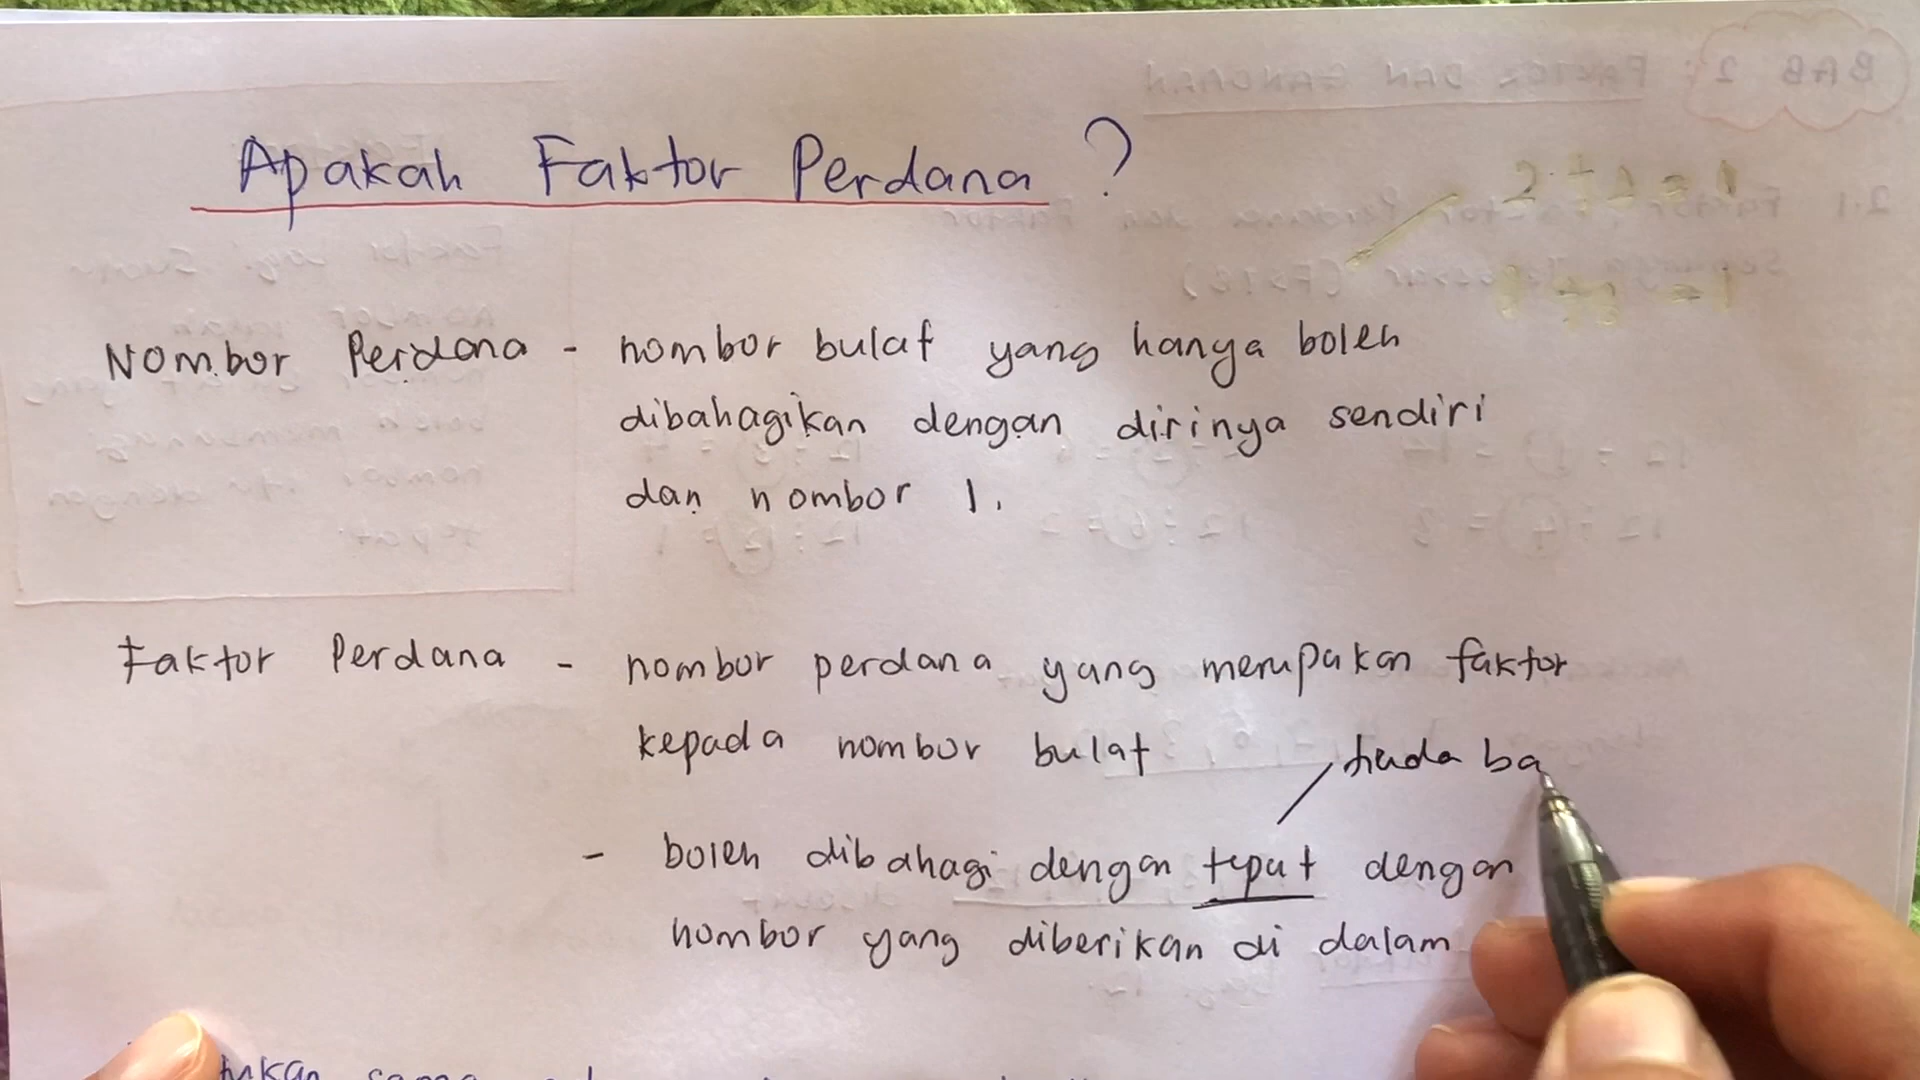 Apakah Faktor Perdana ?
Nombor Perdana - nombor bulat yang hanya boleh
dibahagikan dengan dirinya sendiri
dan nombor 1.
Faktor Perdana - nombor perdana yang merupakan faktor
kepada nombor bulat
tiada ba
- boleh dibahagi dengan tepat dengan
nombor yang diberikan di dalam